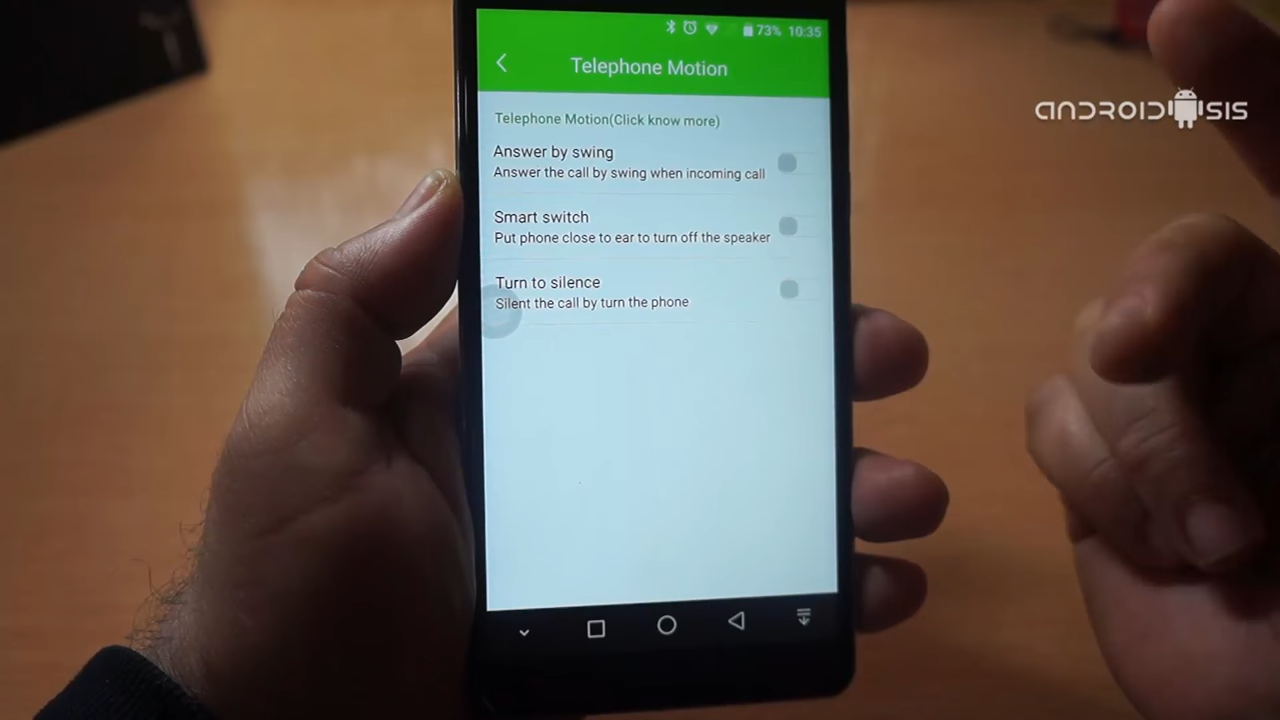 73% 10:35
Telephone Motion
ANDROIDSIS
Telephone Motion(Click know more)
Answer by swing
Answer the call by swing when incoming call
Smart switch
Put phone close to ear to turn off the speaker
Turn to silence
Silent the call by turn the phone